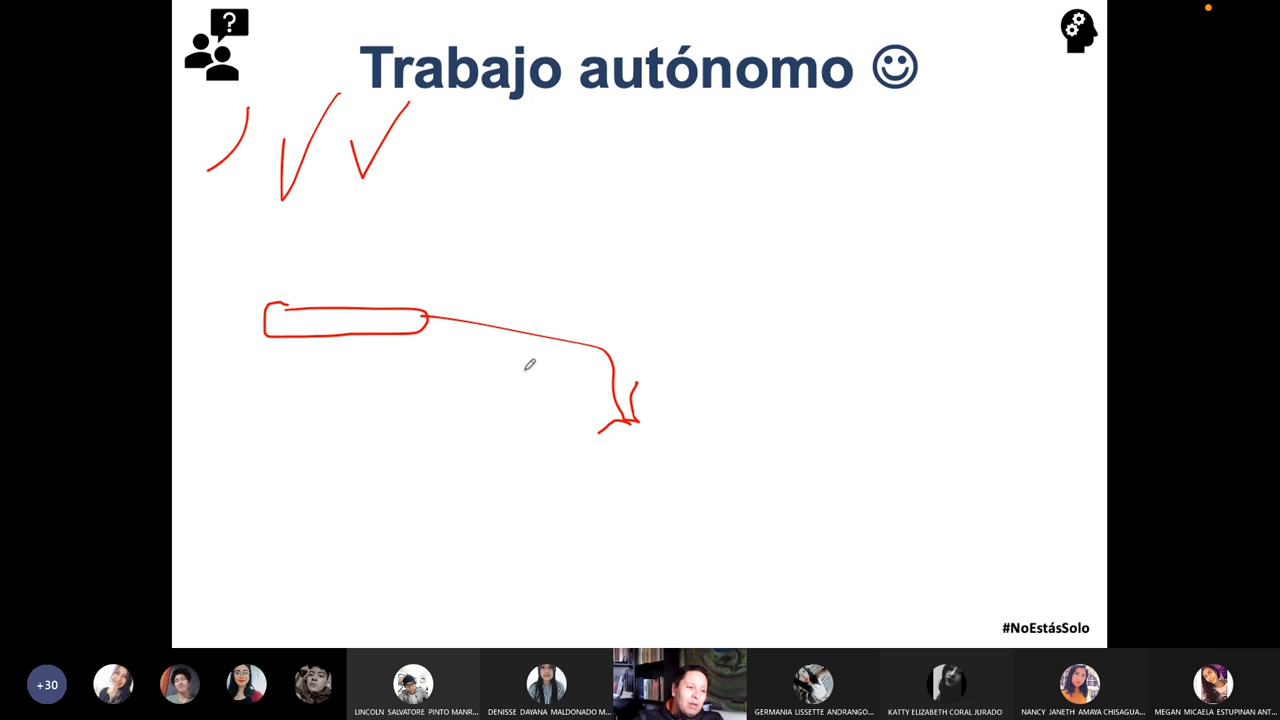 ?
Trabajo autónomo
#NoEstásSolo
+30
LINCOLN SALVATORE PINTO MANR...
DENISSE DAYANA MALDONADO M...
GERMANIA LISSETTE ANDRANGO...
KATTY ELIZABETH CORAL JURADO
NANCY JANETH AMAYA CHISAGUA...
MEGAN MICAELA ESTUPINAN ANT...